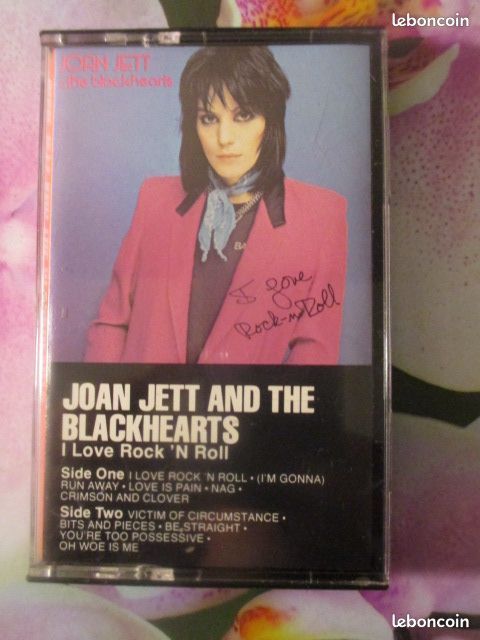 leboncoin
JOAN JETT
the blackhearts
BA
I Love
Rock-n-Roll
JOAN JETT AND THE
BLACKHEARTS
I Love Rock 'N Roll
Side One I LOVE ROCK 'N ROLL • (I'M GONNA)
RUN AWAY • LOVE IS PAIN • NAG •
CRIMSON AND CLOVER
Side Two VICTIM OF CIRCUMSTANCE •
BITS AND PIECES • BE STRAIGHT •
YOU'RE TOO POSSESSIVE •
OH WOE IS ME
leboncoin